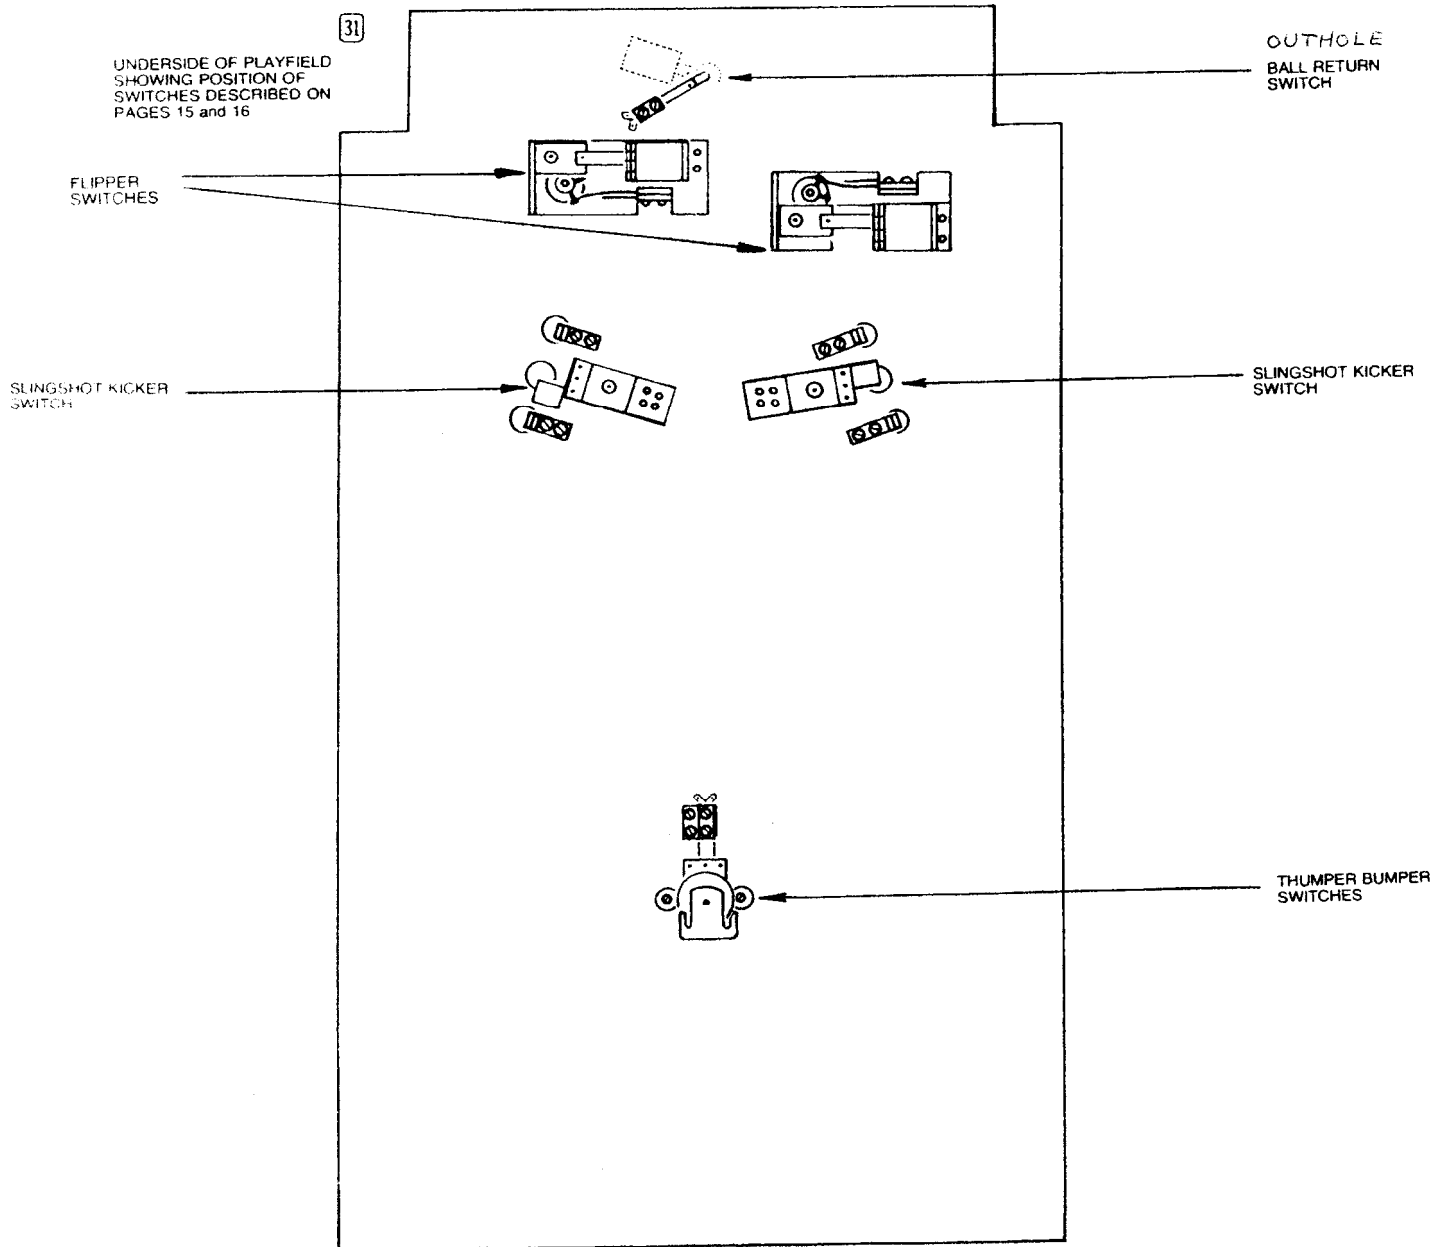 31
UNDERSIDE OF PLAYFIELD
SHOWING POSITION OF
SWITCHES DESCRIBED ON
PAGES 15 and 16
OUTHOLE
BALL RETURN
SWITCH
FLIPPER
SWITCHES
SLINGSHOT KICKER
SWITCH
SLINGSHOT KICKER
SWITCH
THUMPER BUMPER
SWITCHES